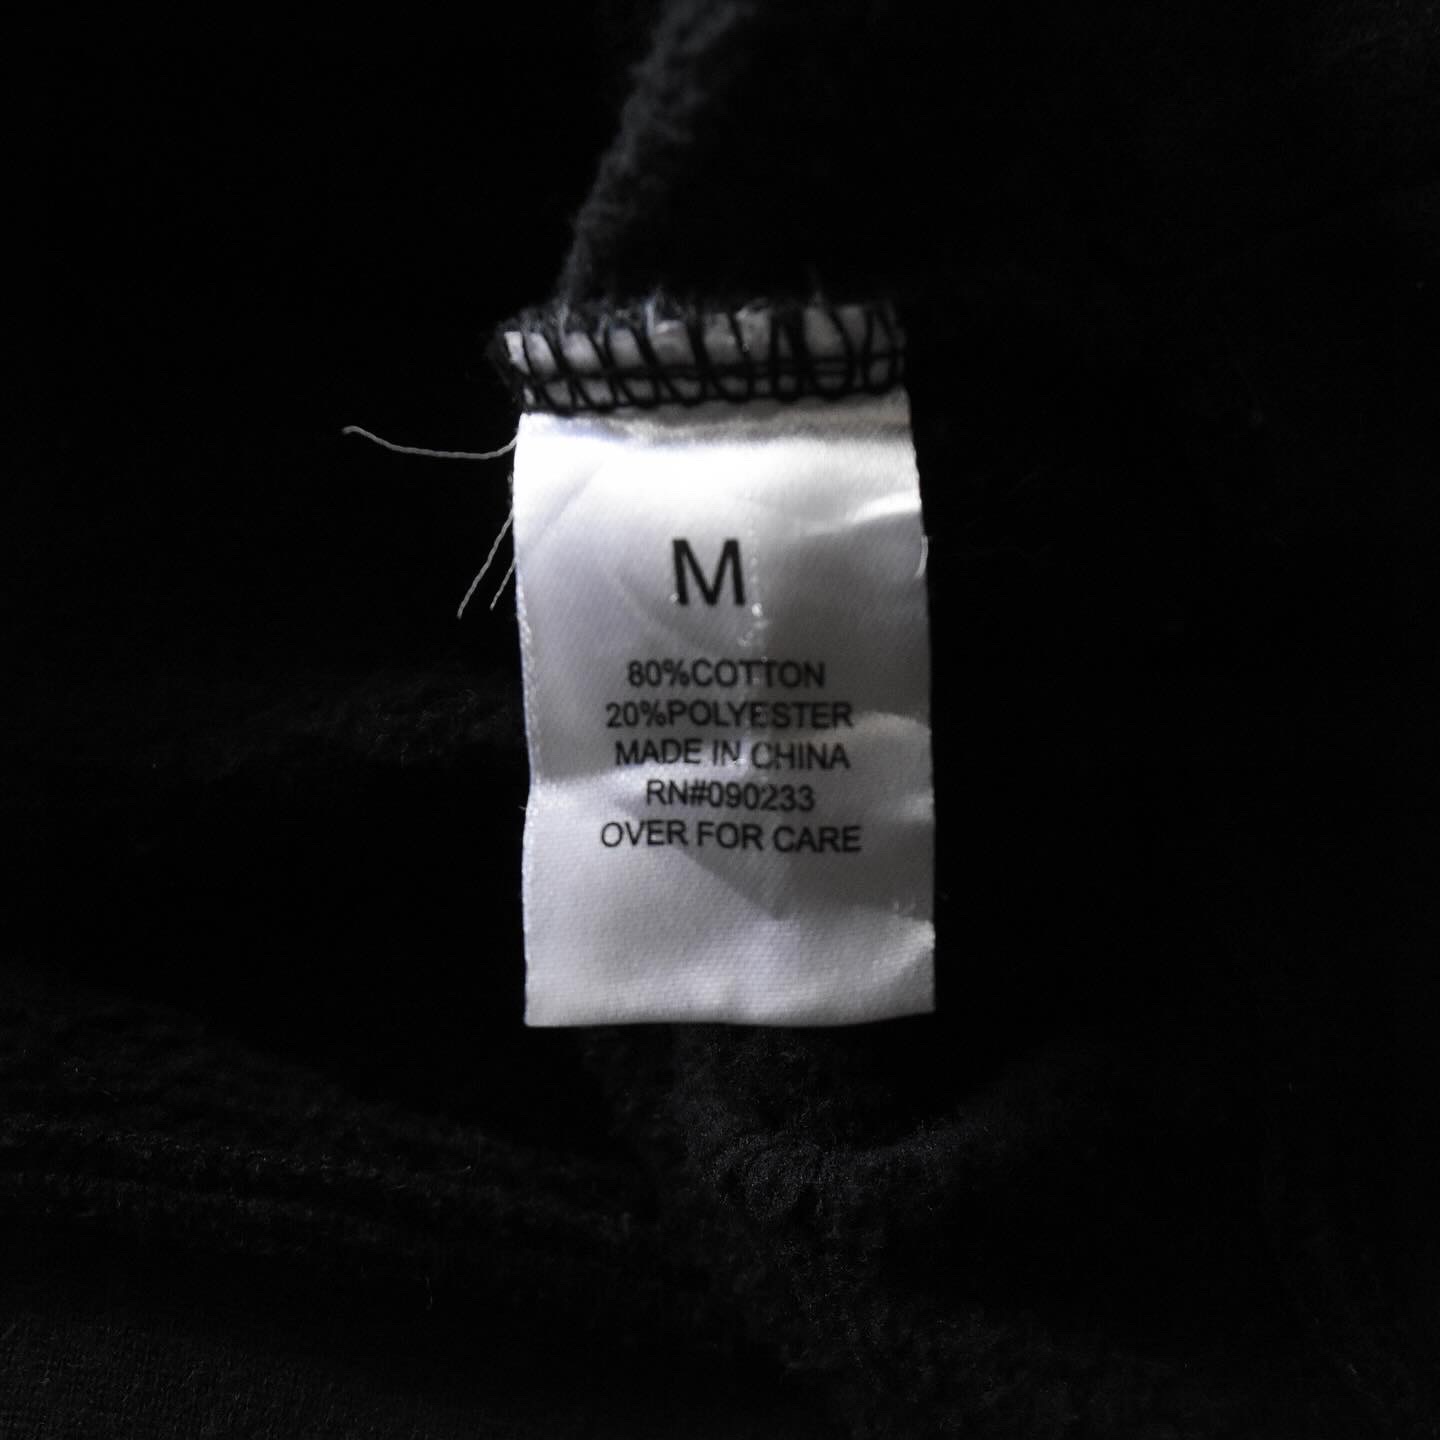 M
80%COTTON
20%POLYESTER
MADE IN CHINA
RN#090233
OVER FOR CARE